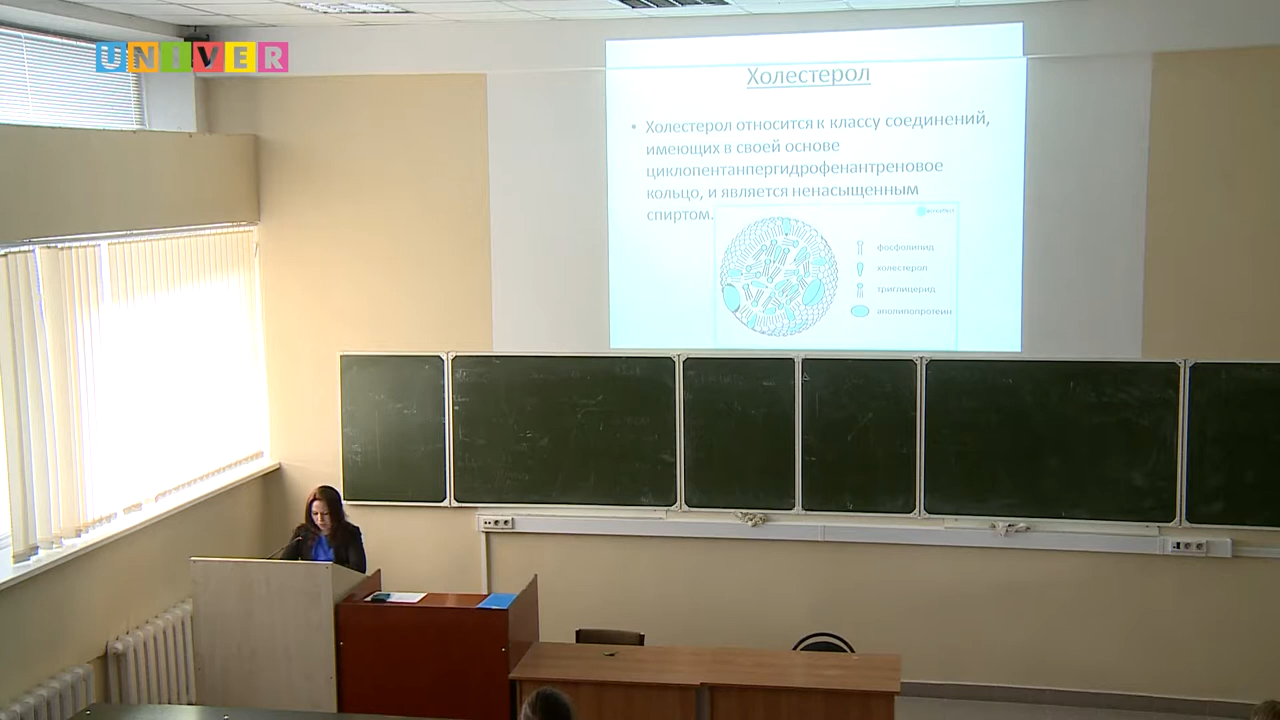 UNIVER
Холестерол
• Холестерол относится к классу соединений,
имеющих в своей основе
циклопентанпергидрофенантреновое
кольцо, и является ненасыщенным
спиртом.
фосфолипид
холестерол
триглицерид
аполипопротеин